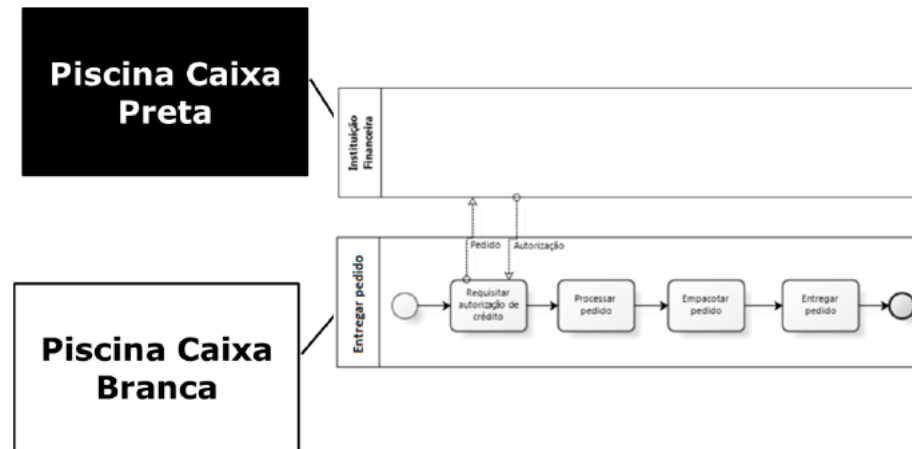 Piscina Caixa
Preta
Instituição
Financeira
Pedido
Autorização
Piscina Caixa
Branca
Entregar pedido
Requisitar
autorização de
crédito
Processar
pedido
Empacotar
pedido
Entregar
pedido